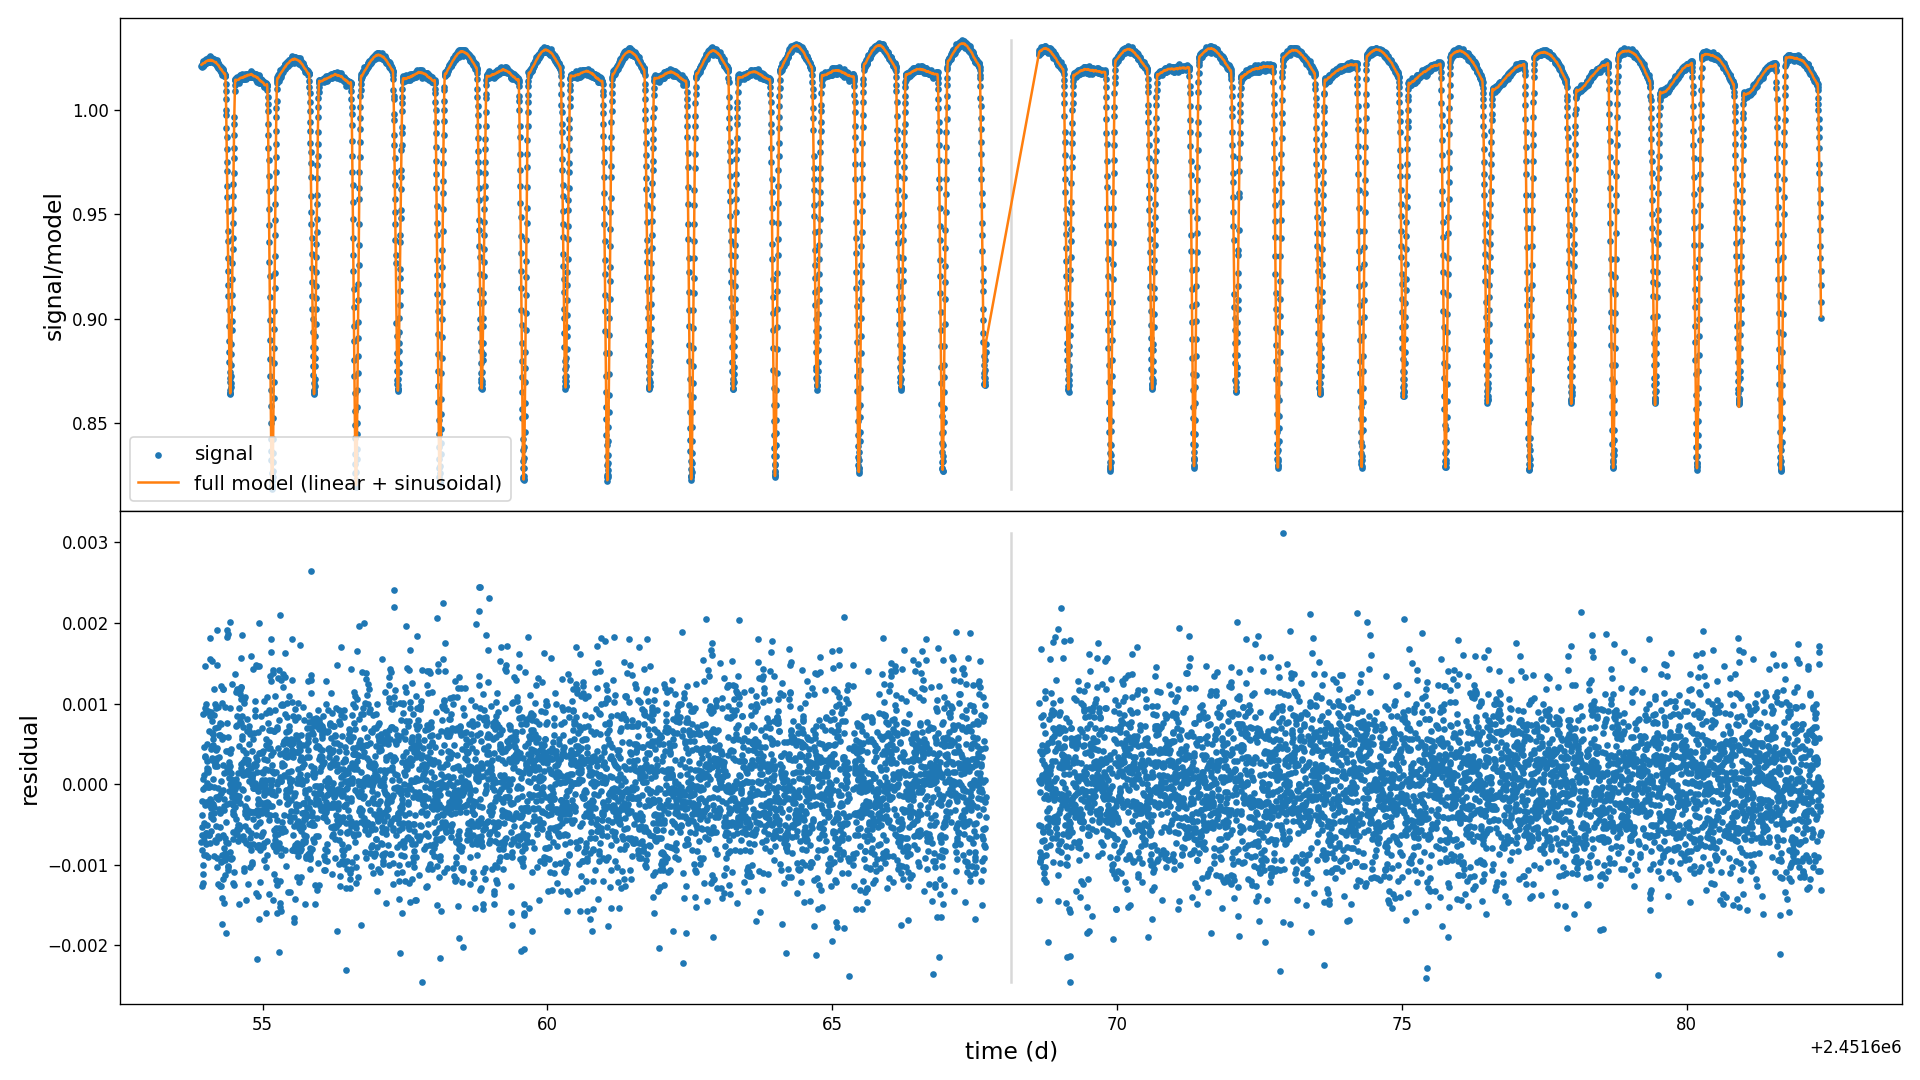 1.00
0.95
0.90
0.85
signal/model
signal
full model (linear + sinusoidal)
0.003
0.002
0.001
0.000
−0.001
−0.002
residual
55
60
65
70
75
80
time (d)
+2.4516e6